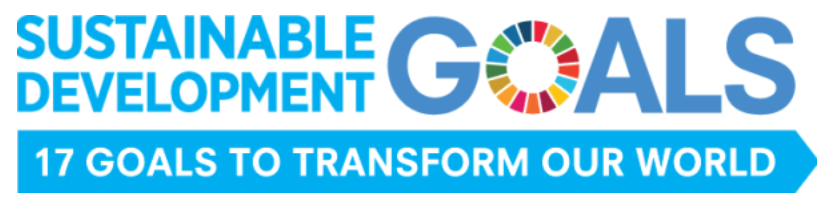 SUSTAINABLE
DEVELOPMENT
GOALS
17 GOALS TO TRANSFORM OUR WORLD